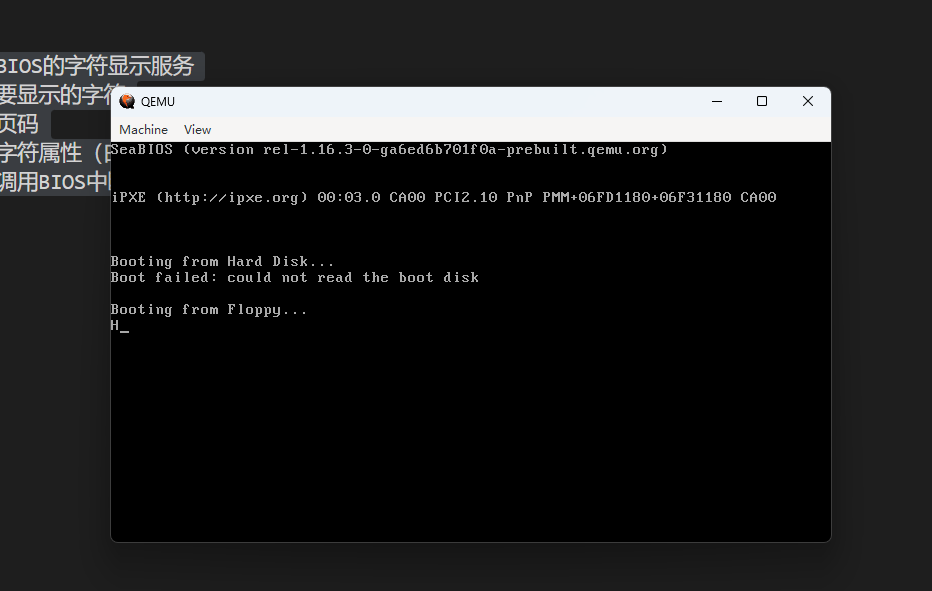 BIOS的字符显示服务
要显示的字符
页码
字符属性
调用BIOS中
QEMU
Machine View
SeaBIOS (version rel-1.16.3-0-ga6ed6b701f0a-prebuilt.qemu.org)
iPXE (http://ipxe.org) 00:03.0 CA00 PCI2.10 PnP PMM+06FD1180+06F31180 CA00
Booting from Hard Disk...
Boot failed: could not read the boot disk
Booting from Floppy...
H_